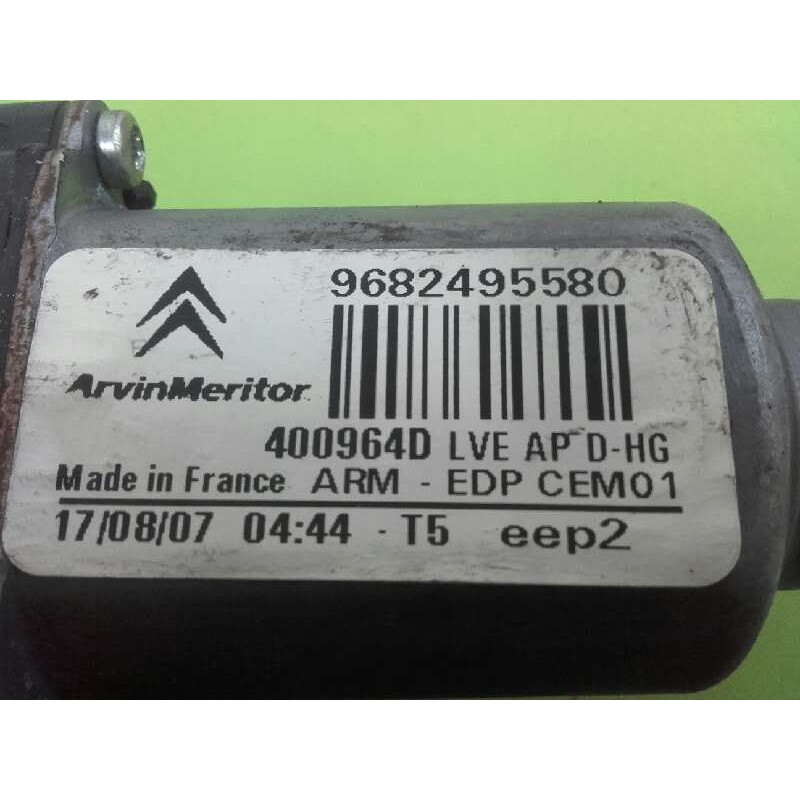 9682495580
ArvinMeritor
400964D LVE AP D-HG
Made in France ARM - EDP CEM01
17/08/07 04:44 - T5 eep2